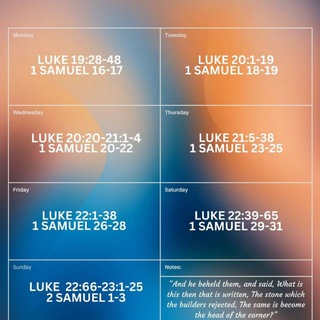 Monday
LUKE 19:28-48
1 SAMUEL 16-17
Tuesday
LUKE 20:1-19
1 SAMUEL 18-19
Wednesday
LUKE 20:20-21:1-4
1 SAMUEL 20-22
Thursday
LUKE 21:5-38
1 SAMUEL 23-25
Friday
LUKE 22:1-38
1 SAMUEL 26-28
Saturday
LUKE 22:39-65
1 SAMUEL 29-31
Sunday
LUKE 22:66-23:1-25
2 SAMUEL 1-3
Notes:
"And he beheld them, and said, What is
this then that is written, The stone which
the builders rejected, The same is become
the head of the corner?"